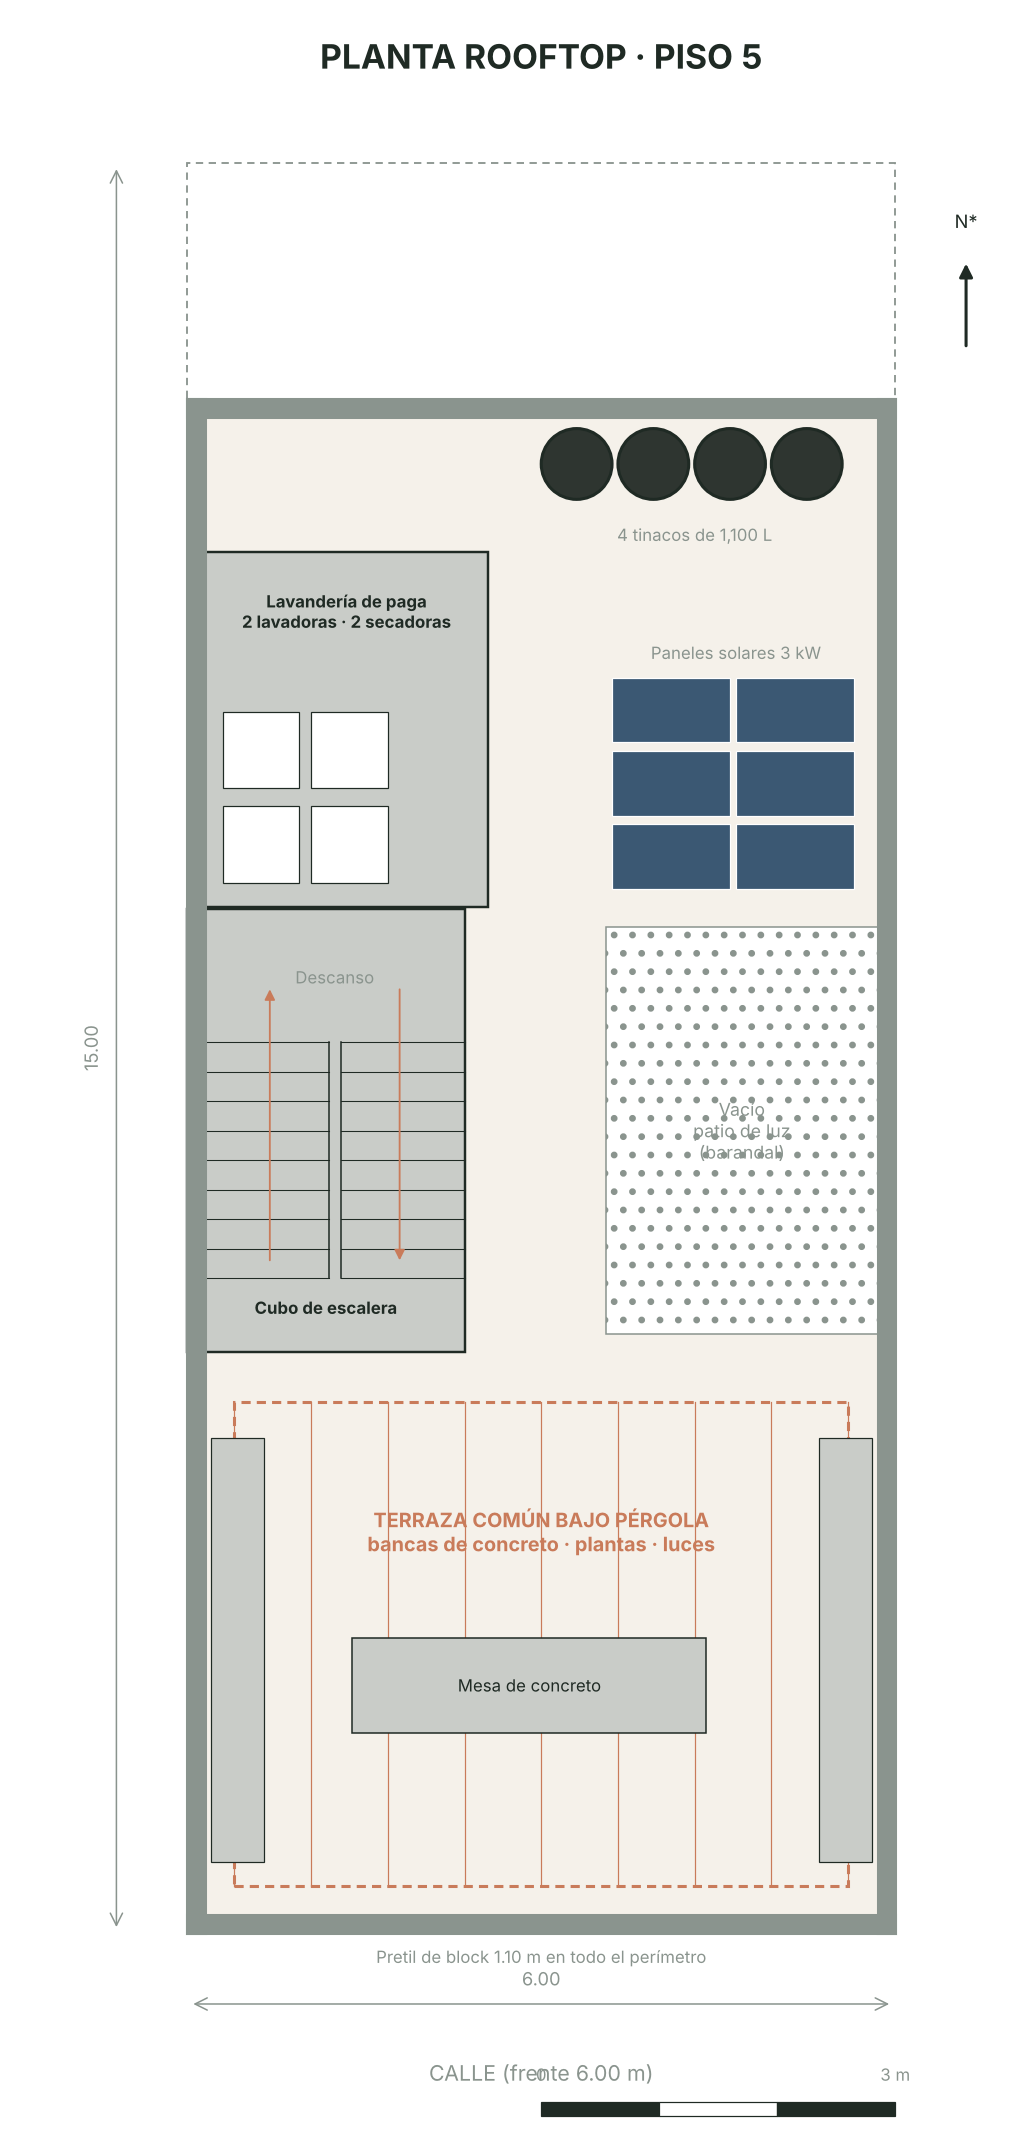 PLANTA ROOFTOP · PISO 5
N*
4 tinacos de 1,100 L
Lavandería de paga
2 lavadoras · 2 secadoras
Paneles solares 3 kW
Descanso
15.00
Vacío
patio de luz
(barandal)
Cubo de escalera
TERRAZA COMÚN BAJO PÉRGOLA
bancas de concreto · plantas · luces
Mesa de concreto
Pretil de block 1.10 m en todo el perímetro
6.00
CALLE (frente 6.00 m)
0
3 m